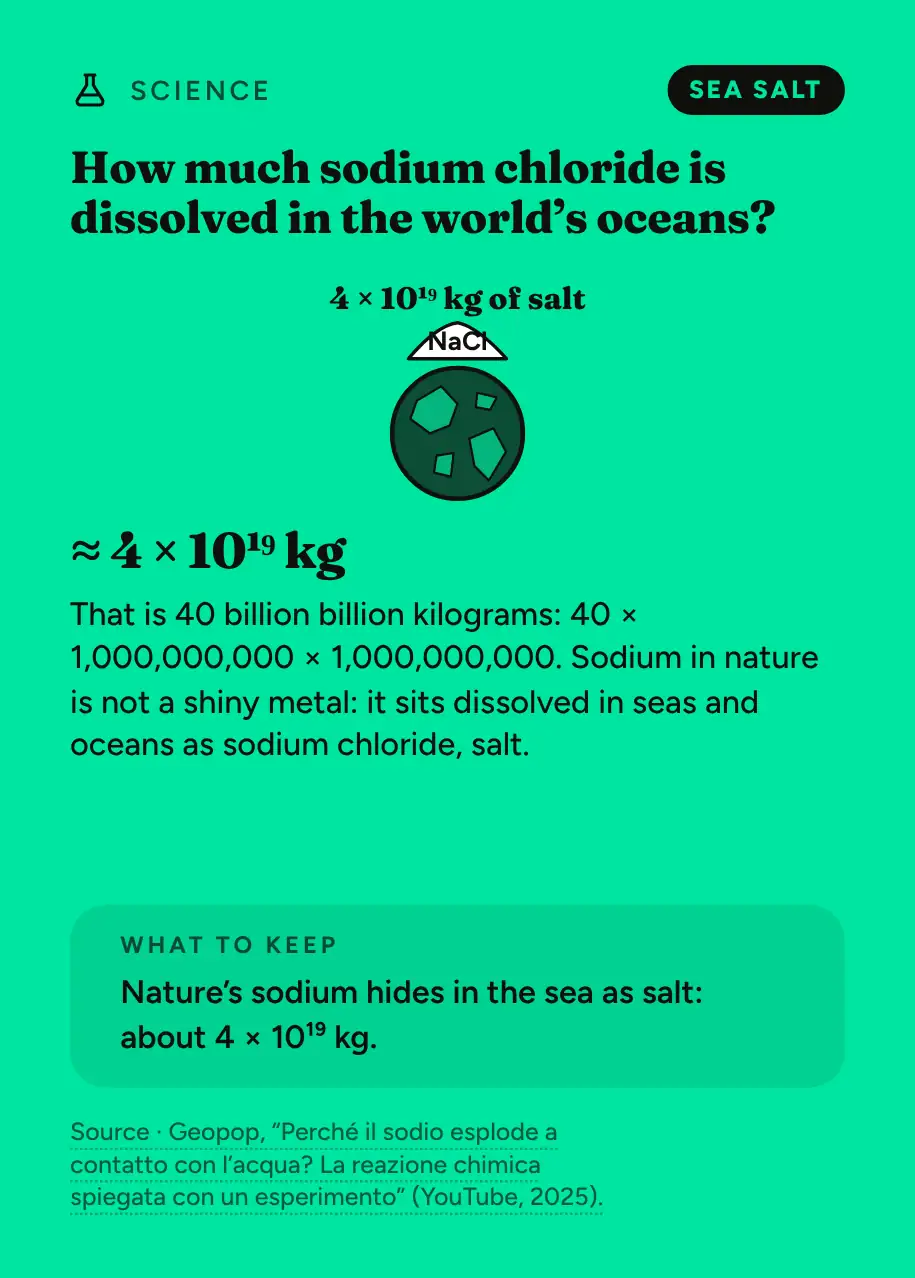 SCIENCE
SEA SALT
How much sodium chloride is
dissolved in the world’s oceans?
4 × 10¹⁹ kg of salt
NaCl
≈ 4 × 10¹⁹ kg
That is 40 billion billion kilograms: 40 ×
1,000,000,000 × 1,000,000,000. Sodium in nature
is not a shiny metal: it sits dissolved in seas and
oceans as sodium chloride, salt.
WHAT TO KEEP
Nature’s sodium hides in the sea as salt:
about 4 × 10¹⁹ kg.
Source · Geopop, “Perché il sodio esplode a
contatto con l’acqua? La reazione chimica
spiegata con un esperimento” (YouTube, 2025).